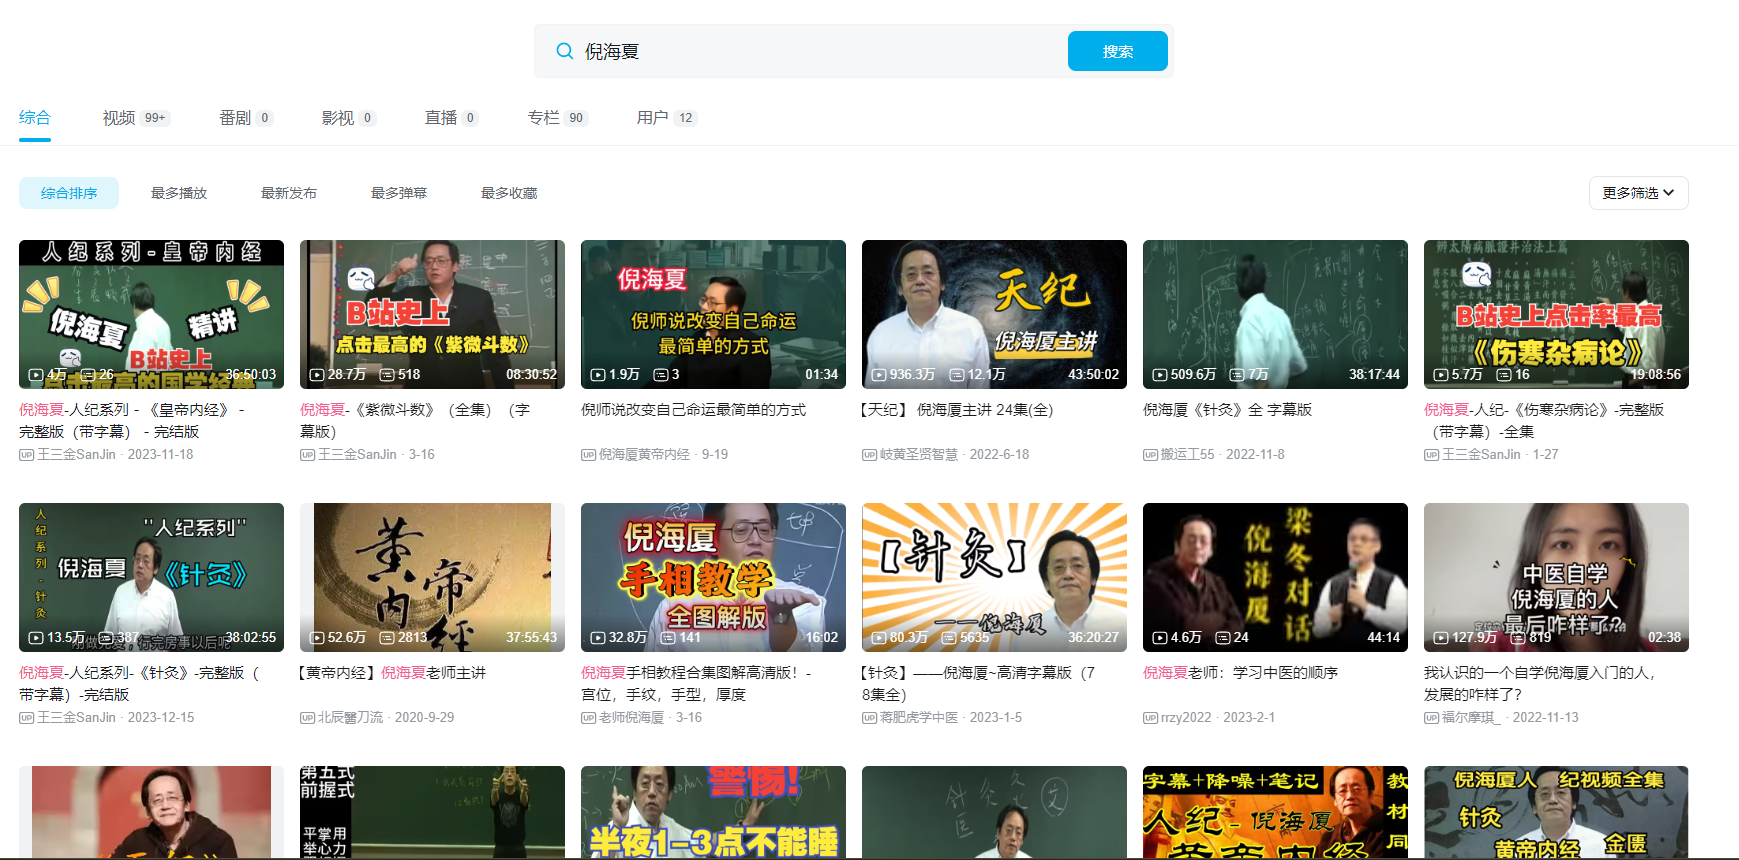 倪海夏
搜索
综合
视频 99+
番剧 0
影视 0
直播 0
专栏 90
用户 12
综合排序
最多播放
最新发布
最多弹幕
最多收藏
更多筛选
人纪系列-皇帝内经
倪海夏
精讲
B站史上
4万 26 36:50:03
B站史上
点击最高的《紫微斗数》
28.7万 518 08:30:52
倪海夏
倪师说改变自己命运
最简单的方式
1.9万 3 01:34
天纪
倪海厦主讲
936.3万 12.1万 43:50:02
509.6万 7万 38:17:44
辨太陽病脈證并治法上篇
B站史上点击率最高
《伤寒杂病论》
5.7万 16 19:08:56
倪海夏-人纪系列 - 《皇帝内经》 -
完整版（带字幕） - 完结版
王三金SanJin · 2023-11-18
倪海夏-《紫微斗数》（全集）（字
幕版）
王三金SanJin · 3-16
倪师说改变自己命运最简单的方式
倪海厦黄帝内经 · 9-19
【天纪】 倪海厦主讲 24集(全)
岐黄圣贤智慧 · 2022-6-18
倪海厦《针灸》全 字幕版
搬运工55 · 2022-11-8
倪海夏-人纪-《伤寒杂病论》-完整版
（带字幕）-全集
王三金SanJin · 1-27
人纪系列-针灸
"人纪系列"
倪海夏
《针灸》
刚做完爱，行完房事以后呢
13.5万 387 38:02:55
黄帝内经
52.6万 2813 37:55:43
倪海厦
手相教学
全图解版
32.8万 141 16:02
【针灸】
——倪海厦
80.3万 5635 36:20:27
梁冬对话
倪海厦
4.6万 24 44:14
中医自学
倪海厦的人
最后咋样了?
127.9万 819 02:38
倪海夏-人纪系列-《针灸》-完整版（
带字幕）-完结版
王三金SanJin · 2023-12-15
【黄帝内经】倪海夏老师主讲
北辰醫刀流 · 2020-9-29
倪海夏手相教程合集图解高清版！-
宫位，手纹，手型，厚度
老师倪海厦 · 3-16
【针灸】——倪海厦~高清字幕版（7
8集全）
蒋肥虎学中医 · 2023-1-5
倪海夏老师：学习中医的顺序
rrzy2022 · 2023-2-1
我认识的一个自学倪海厦入门的人，
发展的咋样了？
福尔摩琪_ · 2022-11-13
第五式
前握式
平掌用
举心力
警惕!
半夜1-3点不能睡
针灸
中医
字幕+降噪+笔记
教材同
人纪-倪海厦
黄帝内经
倪海厦人 纪视频全集
针灸
黄帝内经
金匮